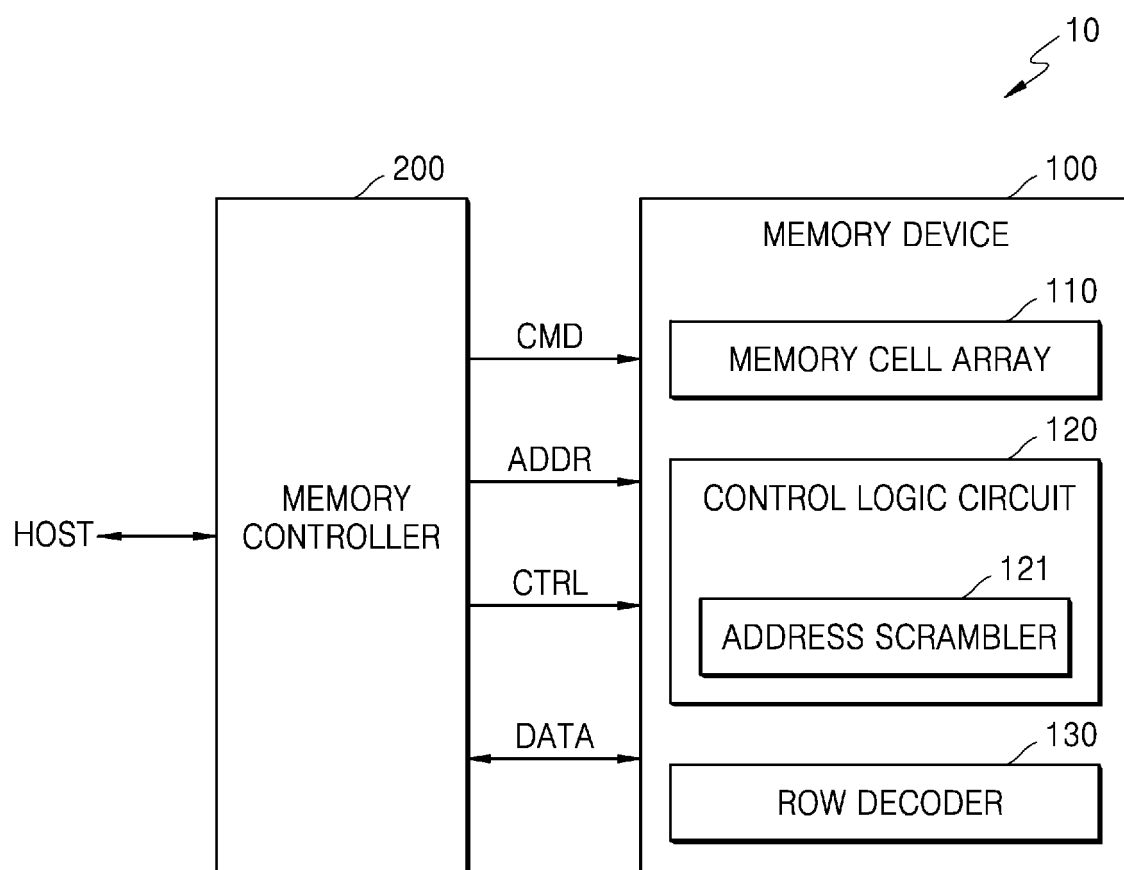 10
200
100
MEMORY DEVICE
110
CMD
MEMORY CELL ARRAY
120
ADDR
CONTROL LOGIC CIRCUIT
MEMORY
CONTROLLER
HOST
121
CTRL
ADDRESS SCRAMBLER
130
DATA
ROW DECODER